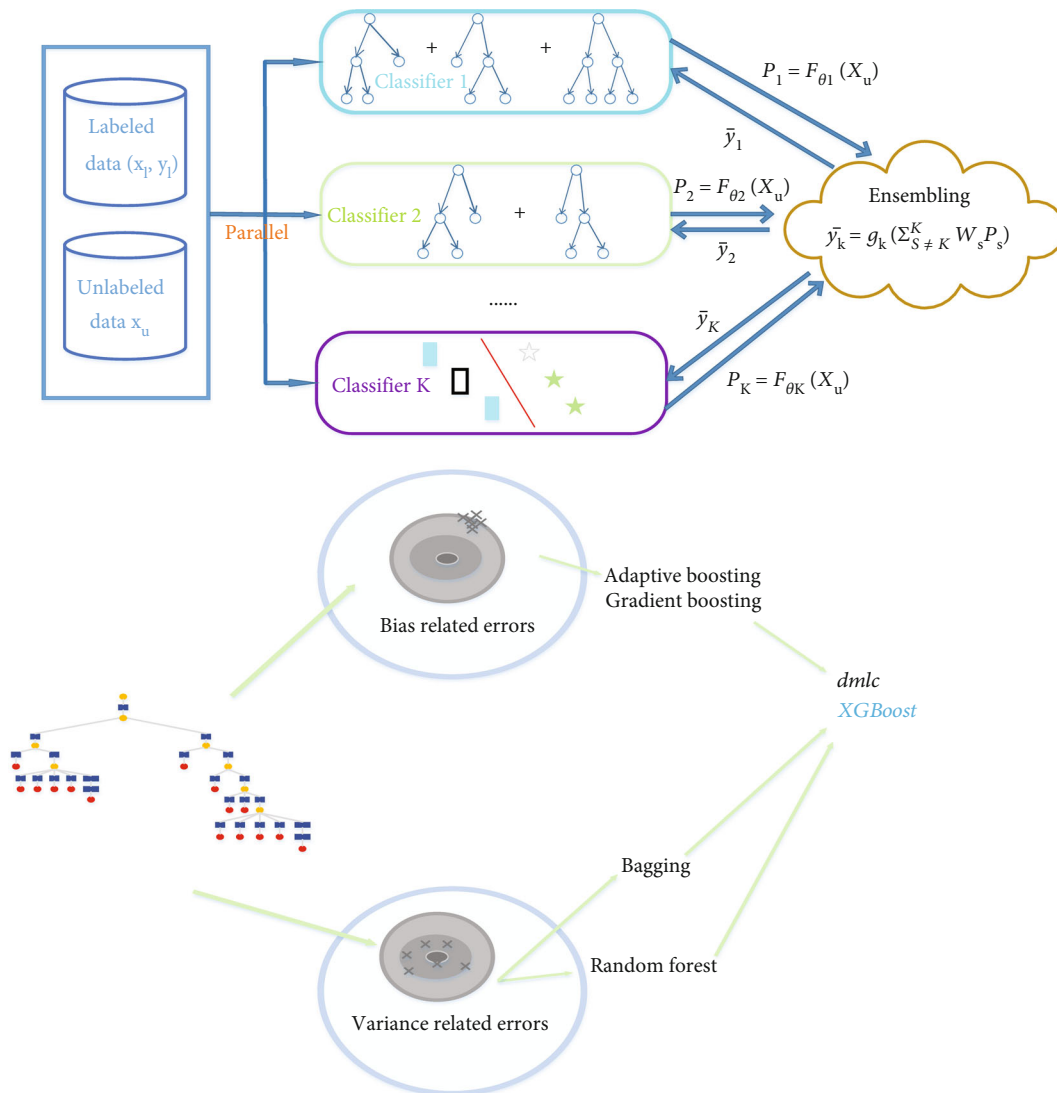 Labeled
data (x_l, y_l)
Unlabeled
data x_u
Parallel
+ +
Classifier 1
Classifier 2
+
......
Classifier K
P_1 = F_θ1 (X_u)
ȳ_1
P_2 = F_θ2 (X_u)
ȳ_2
ȳ_K
P_K = F_θK (X_u)
Ensembling
ȳ_k = g_k (Σ^K_{S ≠ K} W_s P_s)
Bias related errors
Adaptive boosting
Gradient boosting
dmlc
XGBoost
Bagging
Random forest
Variance related errors